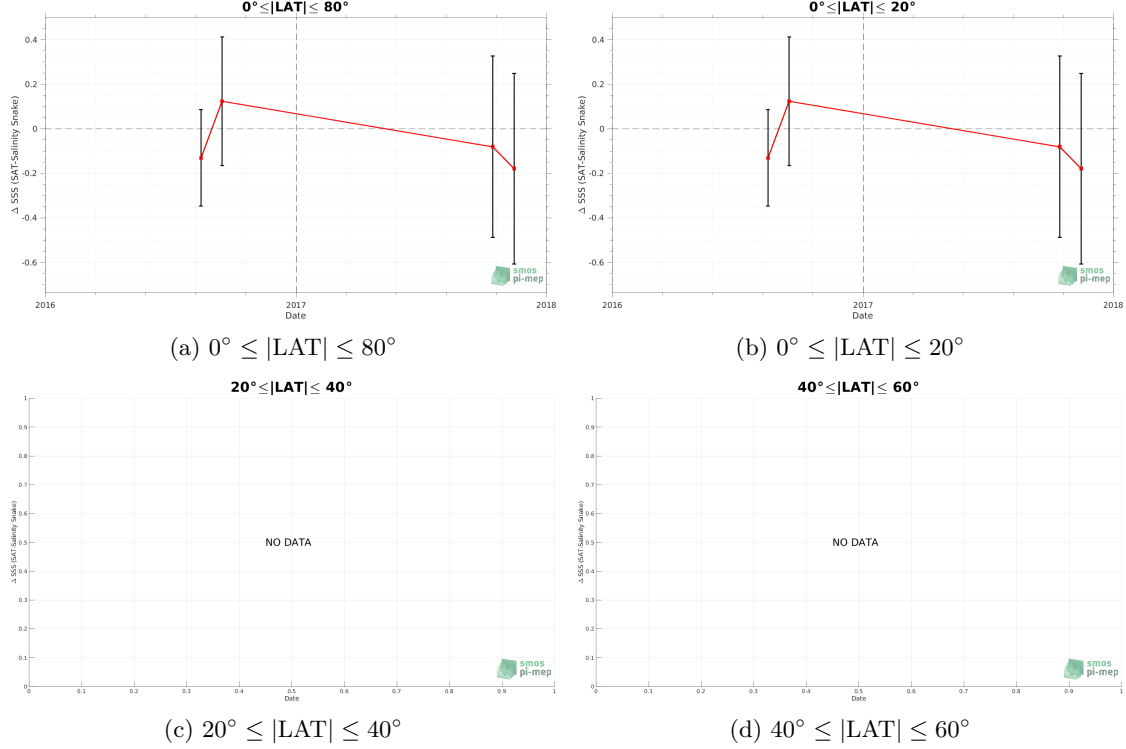 0°≤|LAT|≤ 80°
0.4
0.2
0
-0.2
-0.4
-0.6
Δ SSS (SAT-Salinity Snake)
2016
2017
2018
Date
smos
pi-mep
(a) 0° ≤ |LAT| ≤ 80°
0°≤|LAT|≤ 20°
0.4
0.2
0
-0.2
-0.4
-0.6
Δ SSS (SAT-Salinity Snake)
2016
2017
2018
Date
smos
pi-mep
(b) 0° ≤ |LAT| ≤ 20°
20°≤|LAT|≤ 40°
1
0.9
0.8
0.7
0.6
0.5
0.4
0.3
0.2
0.1
0
Δ SSS (SAT-Salinity Snake)
NO DATA
0 0.1 0.2 0.3 0.4 0.5 0.6 0.7 0.8 0.9 1
Date
smos
pi-mep
(c) 20° ≤ |LAT| ≤ 40°
40°≤|LAT|≤ 60°
1
0.9
0.8
0.7
0.6
0.5
0.4
0.3
0.2
0.1
0
Δ SSS (SAT-Salinity Snake)
NO DATA
0 0.1 0.2 0.3 0.4 0.5 0.6 0.7 0.8 0.9 1
Date
smos
pi-mep
(d) 40° ≤ |LAT| ≤ 60°